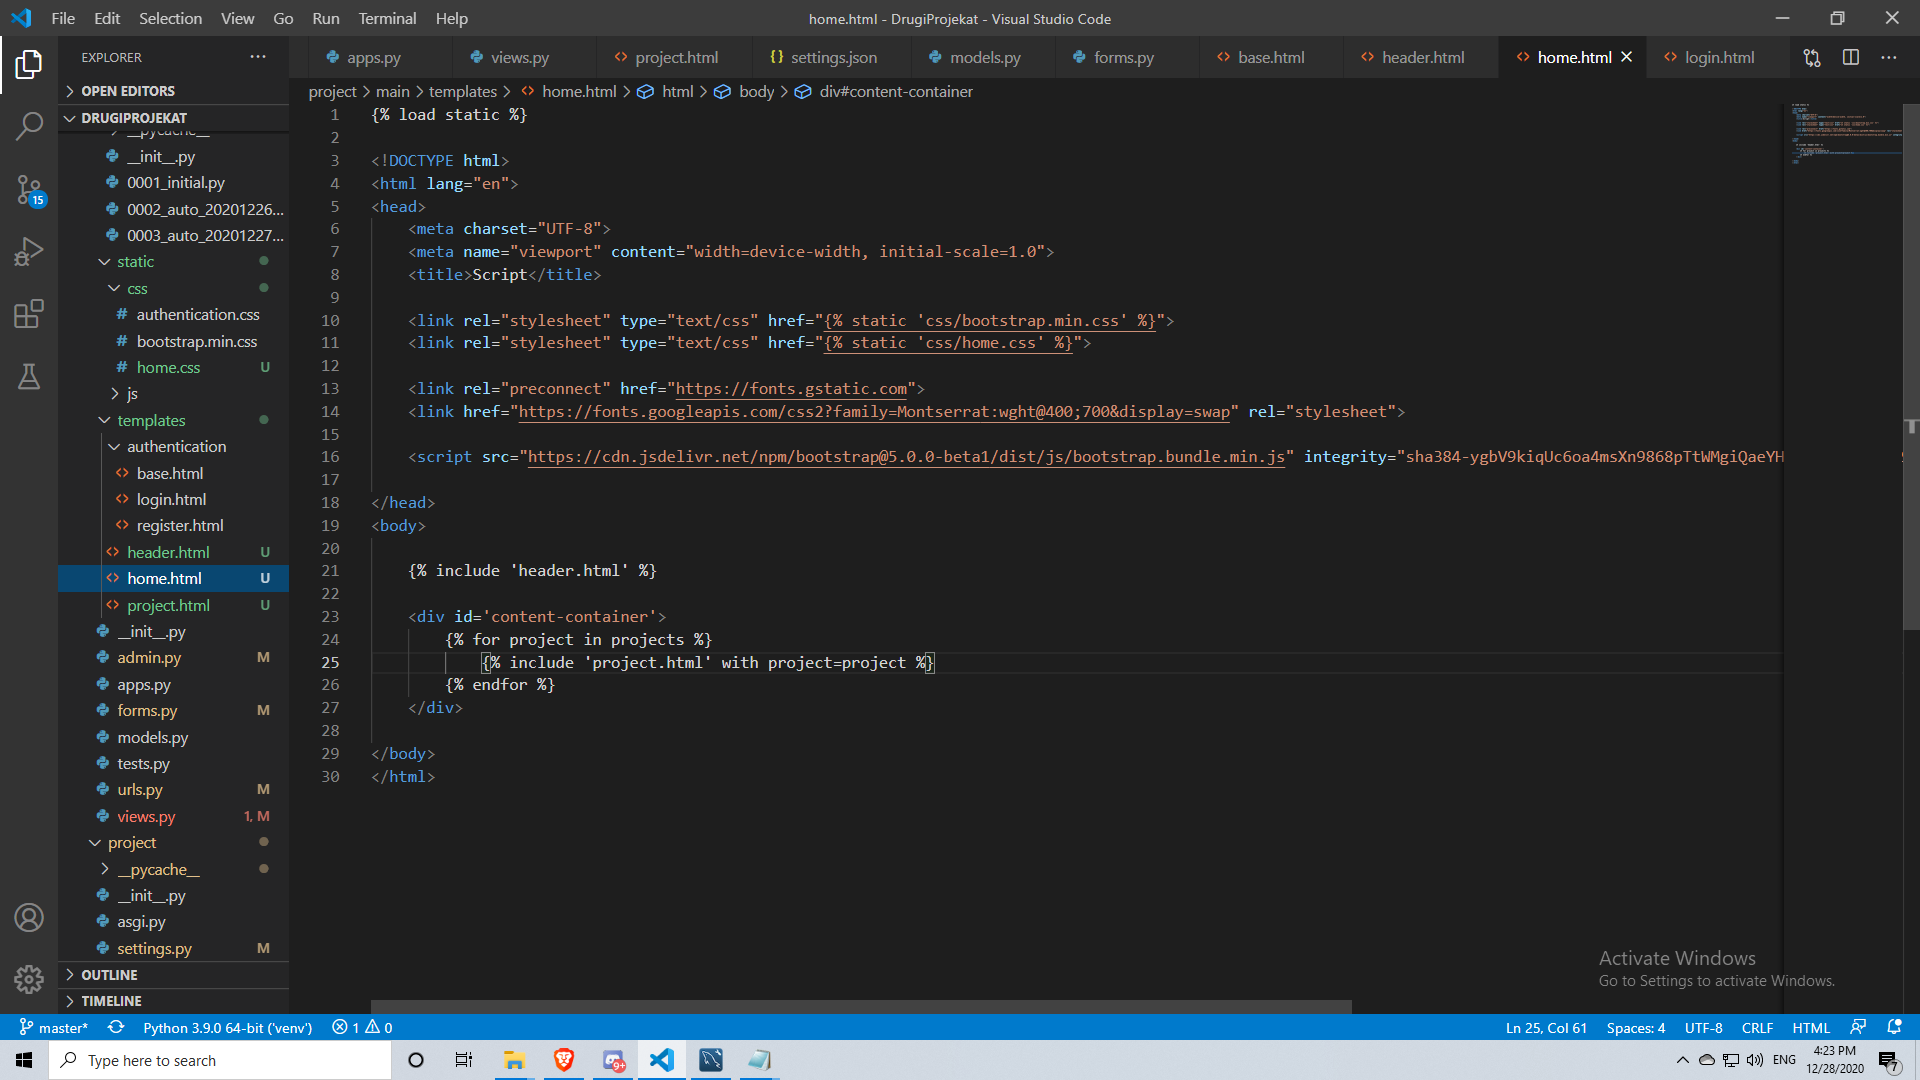 File Edit Selection View Go Run Terminal Help
home.html - DrugiProjekat - Visual Studio Code
EXPLORER
apps.py views.py project.html settings.json models.py forms.py base.html header.html home.html login.html
OPEN EDITORS
DRUGIPROJEKAT
__pycache__
__init__.py
0001_initial.py
0002_auto_20201226...
0003_auto_20201227...
static
css
authentication.css
bootstrap.min.css
home.css U
js
templates
authentication
base.html
login.html
register.html
header.html U
home.html U
project.html U
__init__.py
admin.py M
apps.py
forms.py M
models.py
tests.py
urls.py M
views.py 1, M
project
__pycache__
__init__.py
asgi.py
settings.py M
OUTLINE
TIMELINE
15
project > main > templates > home.html > html > body > div#content-container
1 {% load static %}
2
3 <!DOCTYPE html>
4 <html lang="en">
5 <head>
6 <meta charset="UTF-8">
7 <meta name="viewport" content="width=device-width, initial-scale=1.0">
8 <title>Script</title>
9
10 <link rel="stylesheet" type="text/css" href="{% static 'css/bootstrap.min.css' %}">
11 <link rel="stylesheet" type="text/css" href="{% static 'css/home.css' %}">
12
13 <link rel="preconnect" href="https://fonts.gstatic.com">
14 <link href="https://fonts.googleapis.com/css2?family=Montserrat:wght@400;700&display=swap" rel="stylesheet">
15
16 <script src="https://cdn.jsdelivr.net/npm/bootstrap@5.0.0-beta1/dist/js/bootstrap.bundle.min.js" integrity="sha384-ygbV9kiqUc6oa4msXn9868pTtWMgiQaeYH
17
18 </head>
19 <body>
20
21 {% include 'header.html' %}
22
23 <div id='content-container'>
24 {% for project in projects %}
25 {% include 'project.html' with project=project %}
26 {% endfor %}
27 </div>
28
29 </body>
30 </html>
Activate Windows
Go to Settings to activate Windows.
master* Python 3.9.0 64-bit ('venv') 1 0 Ln 25, Col 61 Spaces: 4 UTF-8 CRLF HTML
Type here to search
9+
ENG
4:23 PM
12/28/2020
7